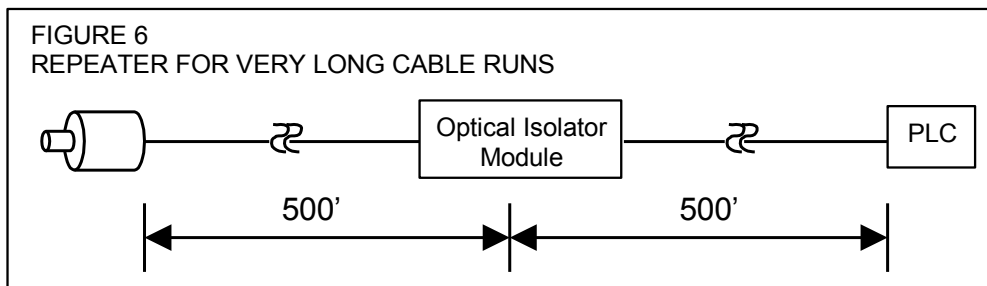 FIGURE 6
REPEATER FOR VERY LONG CABLE RUNS
Optical Isolator
Module
PLC
500’
500’